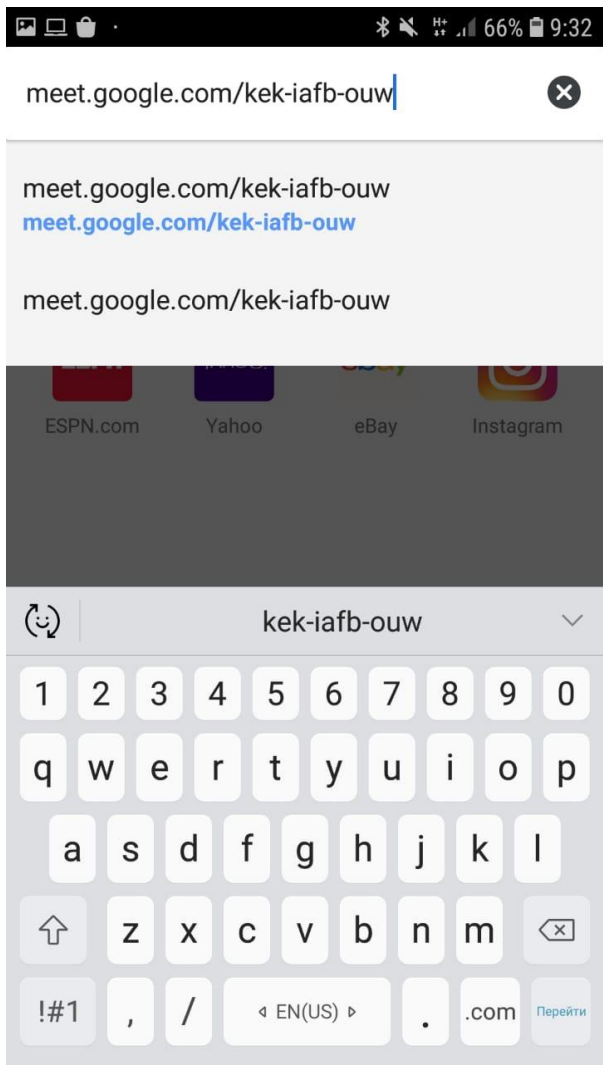 H+ 66% 9:32
meet.google.com/kek-iafb-ouw
meet.google.com/kek-iafb-ouw
meet.google.com/kek-iafb-ouw
meet.google.com/kek-iafb-ouw
ESPN.com Yahoo eBay Instagram
kek-iafb-ouw
1 2 3 4 5 6 7 8 9 0
q w e r t y u i o p
a s d f g h j k l
z x c v b n m
!#1 , / EN(US) . .com Перейти